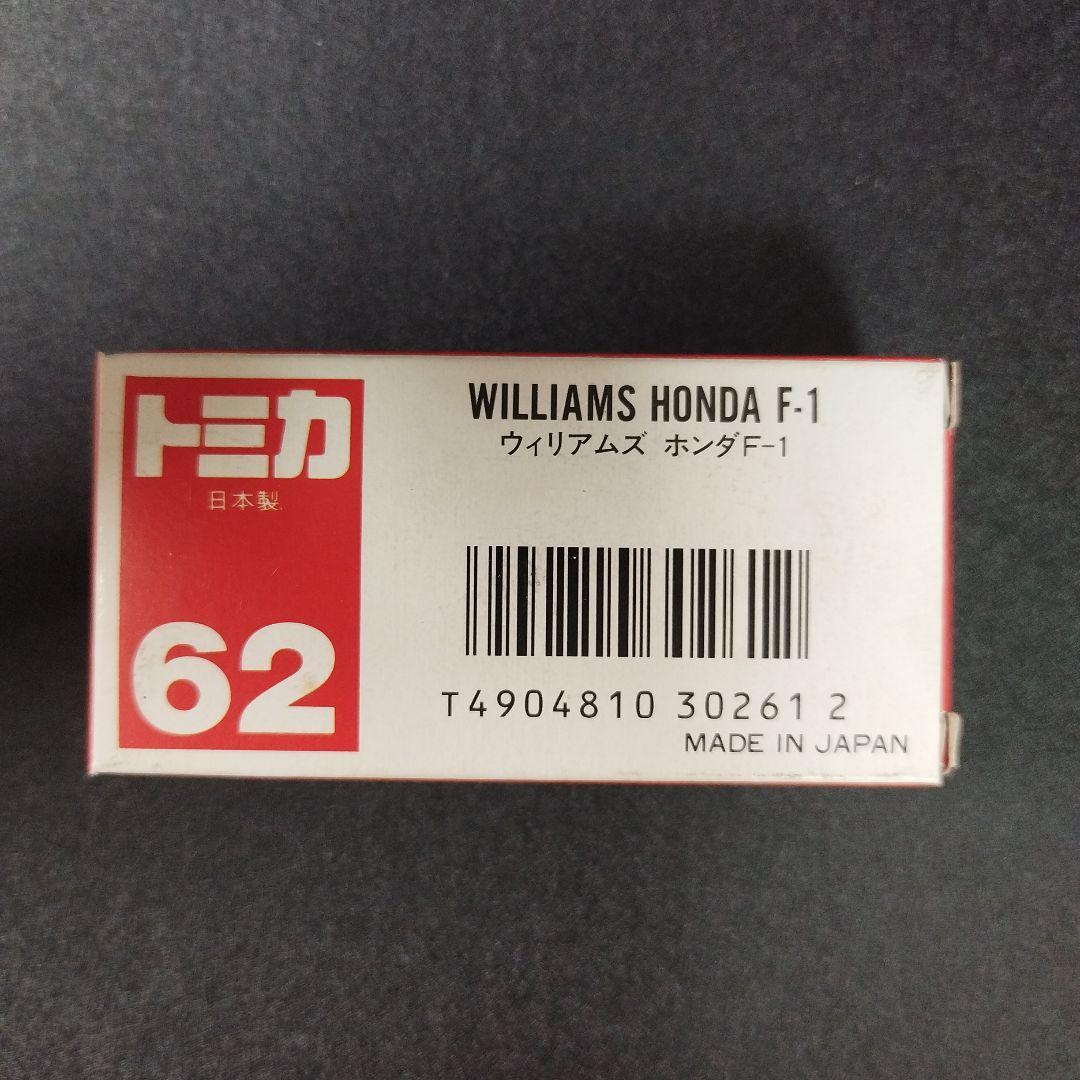 トミカ
日本製
62
WILLIAMS HONDA F-1
ウィリアムズ ホンダF-1
T4904810 30261 2
MADE IN JAPAN